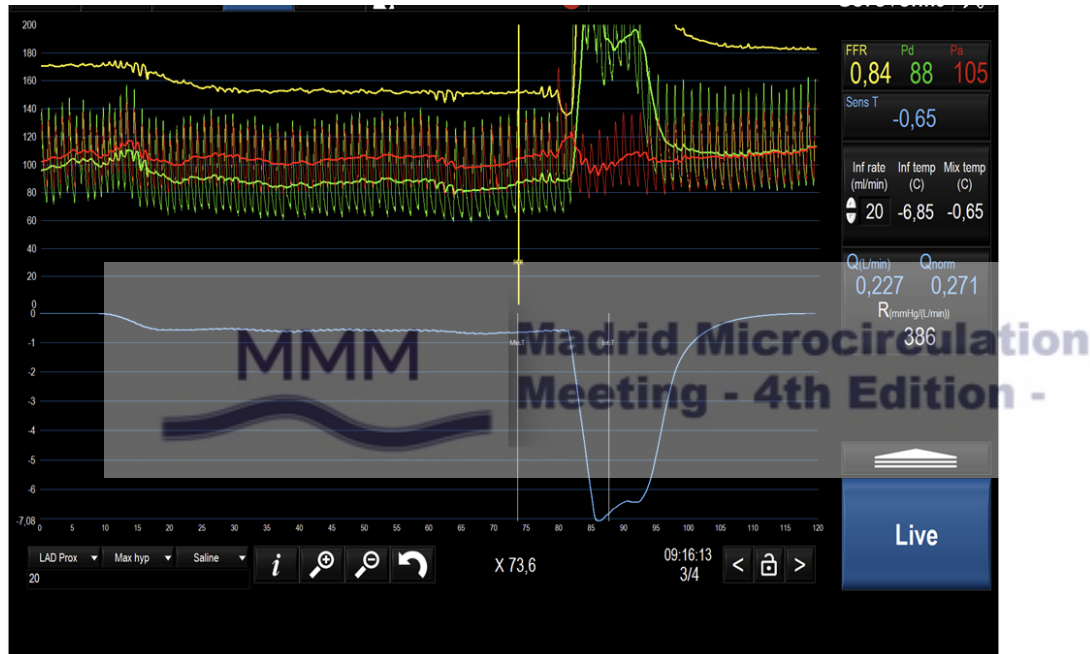 200
180
160
140
120
100
80
60
40
20
0
0
-1
-2
-3
-4
-5
-6
-7,08
0 5 10 15 20 25 30 35 40 45 50 55 60 65 70 75 80 85 90 95 100 105 110 115 120
Mix.T
Inf.T
FFR Pd Pa
0,84 88 105
Sens T
-0,65
Inf rate Inf temp Mix temp
(ml/min) (C) (C)
20 -6,85 -0,65
Q(L/min) Qnorm
0,227 0,271
R(mmHg/(L/min))
386
MMM
Madrid Microcirculation
Meeting - 4th Edition -
LAD Prox Max hyp Saline
20
i
X 73,6
09:16:13
3/4
< >
Live